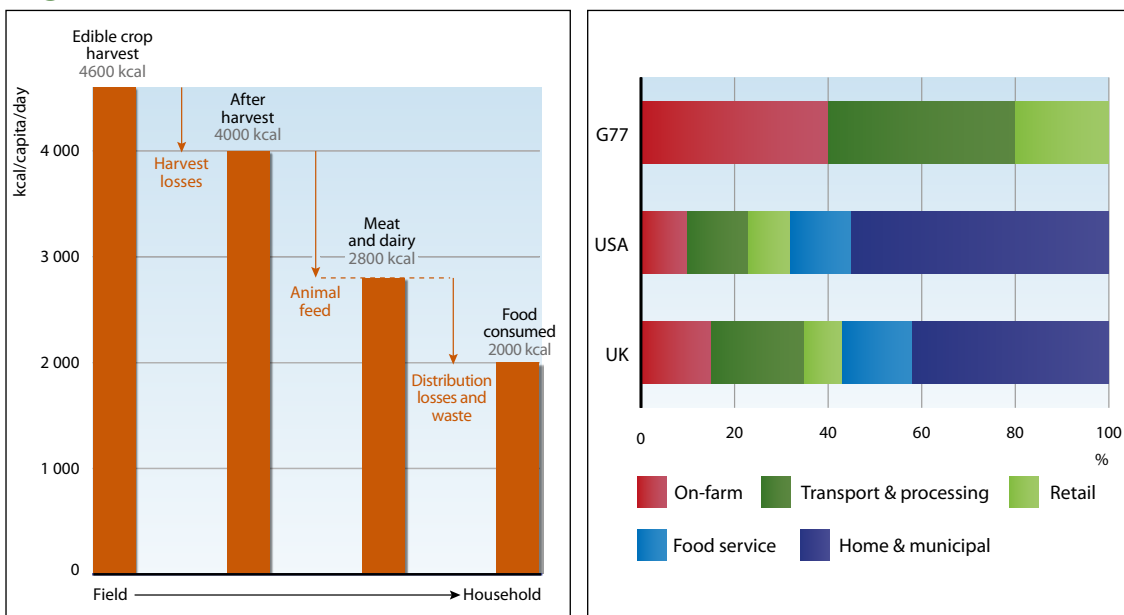 Edible crop
harvest
4600 kcal
After
harvest
4000 kcal
Meat
and dairy
2800 kcal
Food
consumed
2000 kcal
Harvest
losses
Animal
feed
Distribution
losses and
waste
kcal/capita/day
4 000
3 000
2 000
1 000
0
Field
Household
G77
USA
UK
0 20 40 60 80 100
%
On-farm Transport & processing Retail
Food service Home & municipal